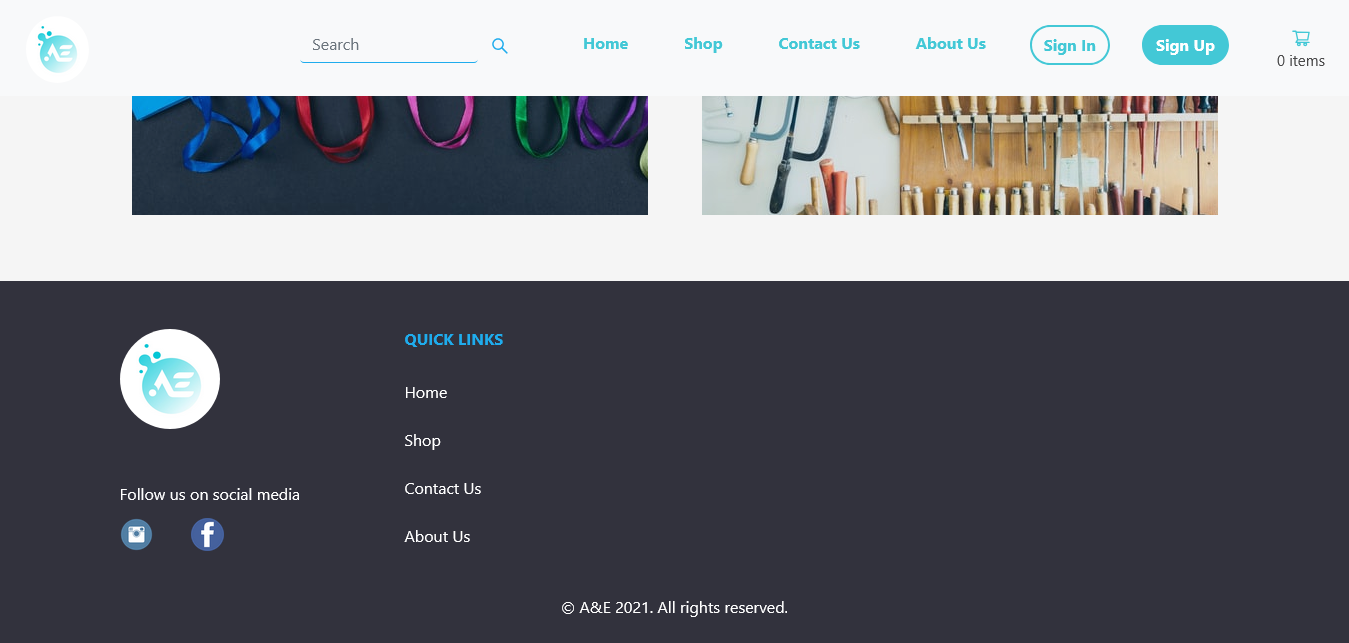 AE
Search
Home
Shop
Contact Us
About Us
Sign In
Sign Up
0 items
AE
Follow us on social media
QUICK LINKS
Home
Shop
Contact Us
About Us
© A&E 2021. All rights reserved.